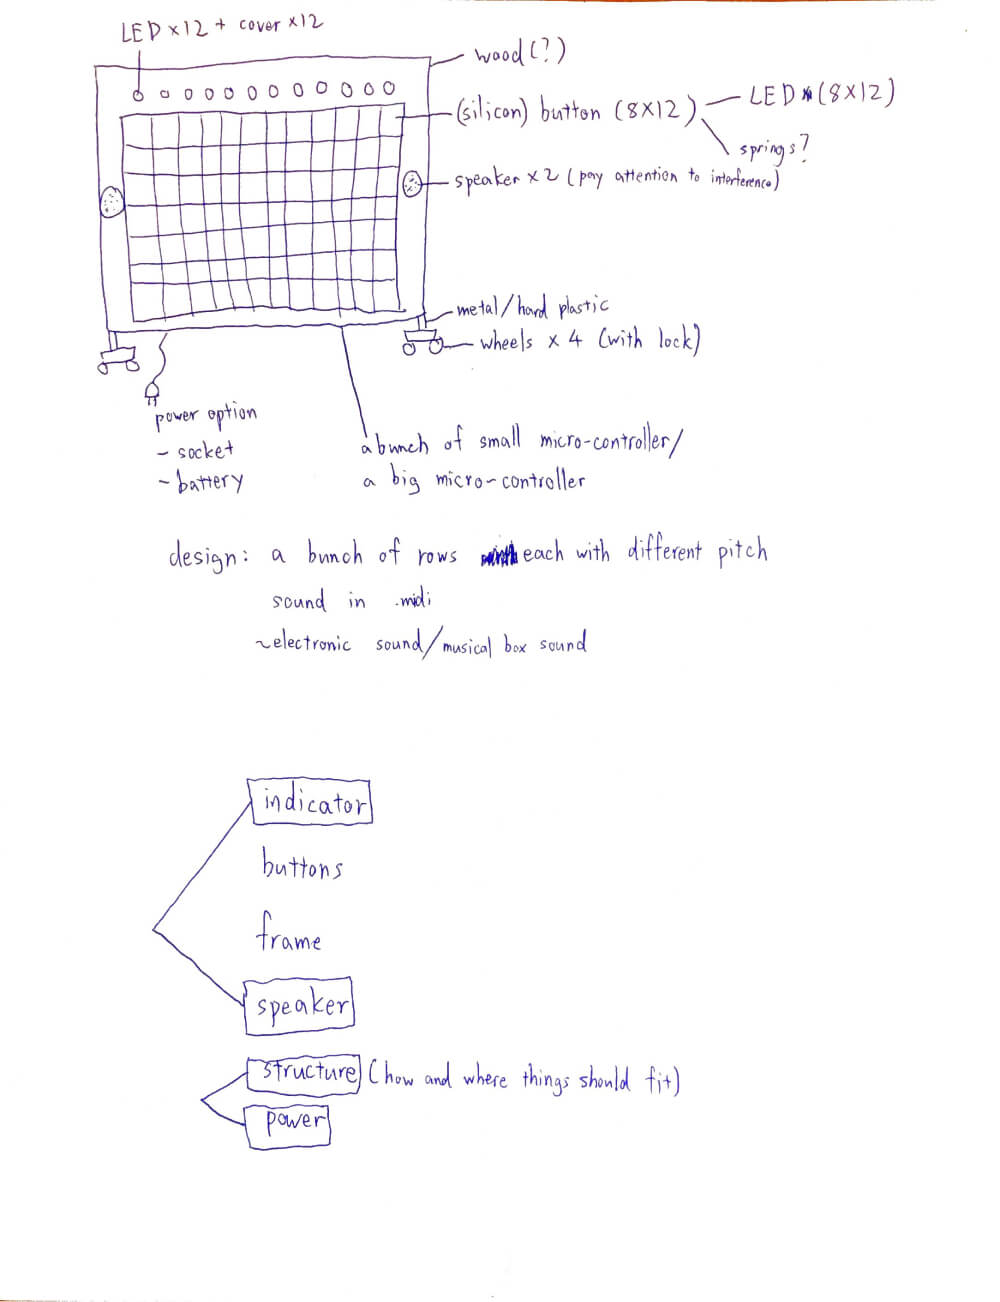 LED x12 + cover x12
wood(?)
(silicon) button (8X12)
LED (8X12)
springs?
speaker x 2 (pay attention to interference)
metal/hard plastic
wheels x 4 (with lock)
power option
- socket
- battery
a bunch of small micro-controller/
a big micro-controller
design: a bunch of rows each with different pitch
sound in .midi
~electronic sound/musical box sound
indicator
buttons
frame
speaker
structure (how and where things should fit)
power